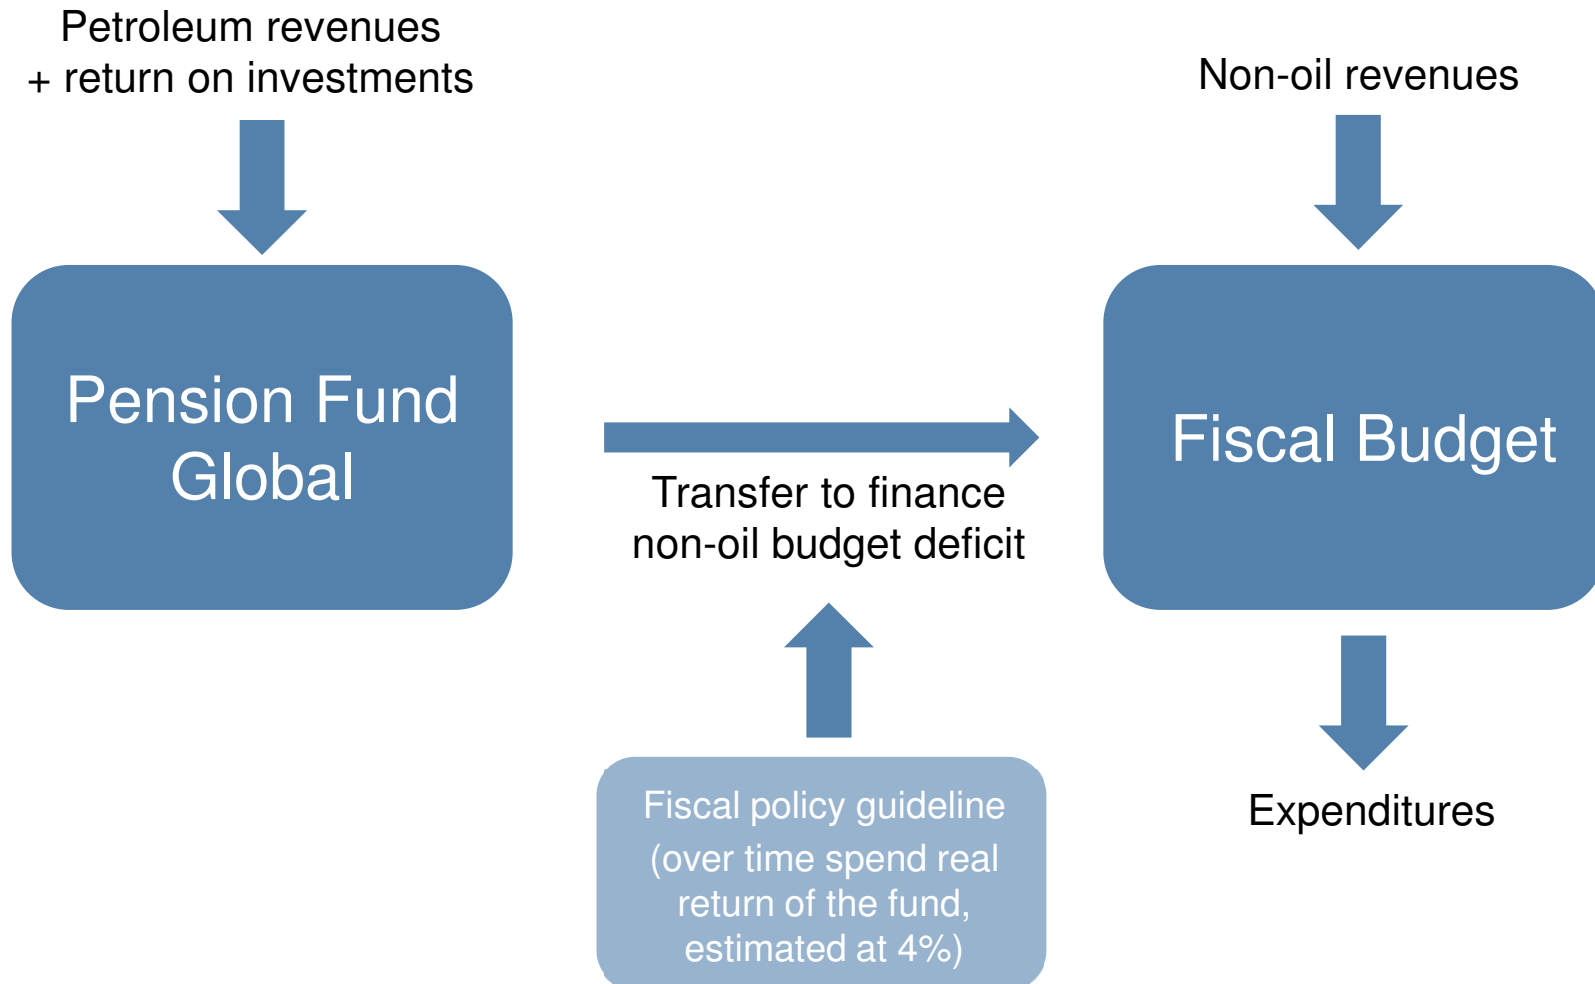 Petroleum revenues
+ return on investments
Non-oil revenues
Pension Fund
Global
Fiscal Budget
Transfer to finance
non-oil budget deficit
Fiscal policy guideline
(over time spend real
return of the fund,
estimated at 4%)
Expenditures